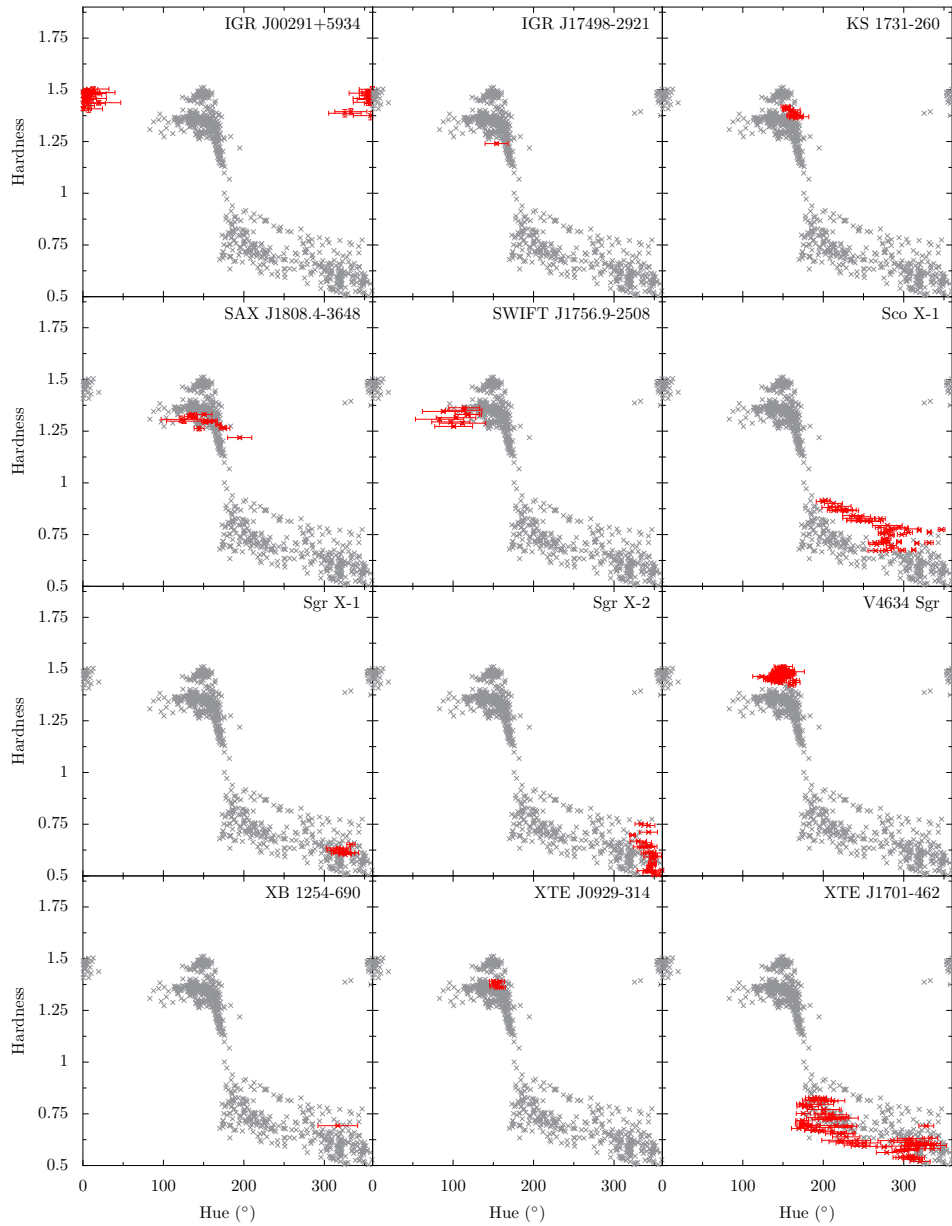 IGR J00291+5934 IGR J17498-2921 KS 1731-260
1.75
1.5
1.25
1
0.75
0.5
Hardness
SAX J1808.4-3648 SWIFT J1756.9-2508 Sco X-1
1.75
1.5
1.25
1
0.75
0.5
Hardness
Sgr X-1 Sgr X-2 V4634 Sgr
1.75
1.5
1.25
1
0.75
0.5
Hardness
XB 1254-690 XTE J0929-314 XTE J1701-462
1.75
1.5
1.25
1
0.75
0.5
Hardness
0 100 200 300 0 100 200 300 0 100 200 300
Hue (°) Hue (°) Hue (°)